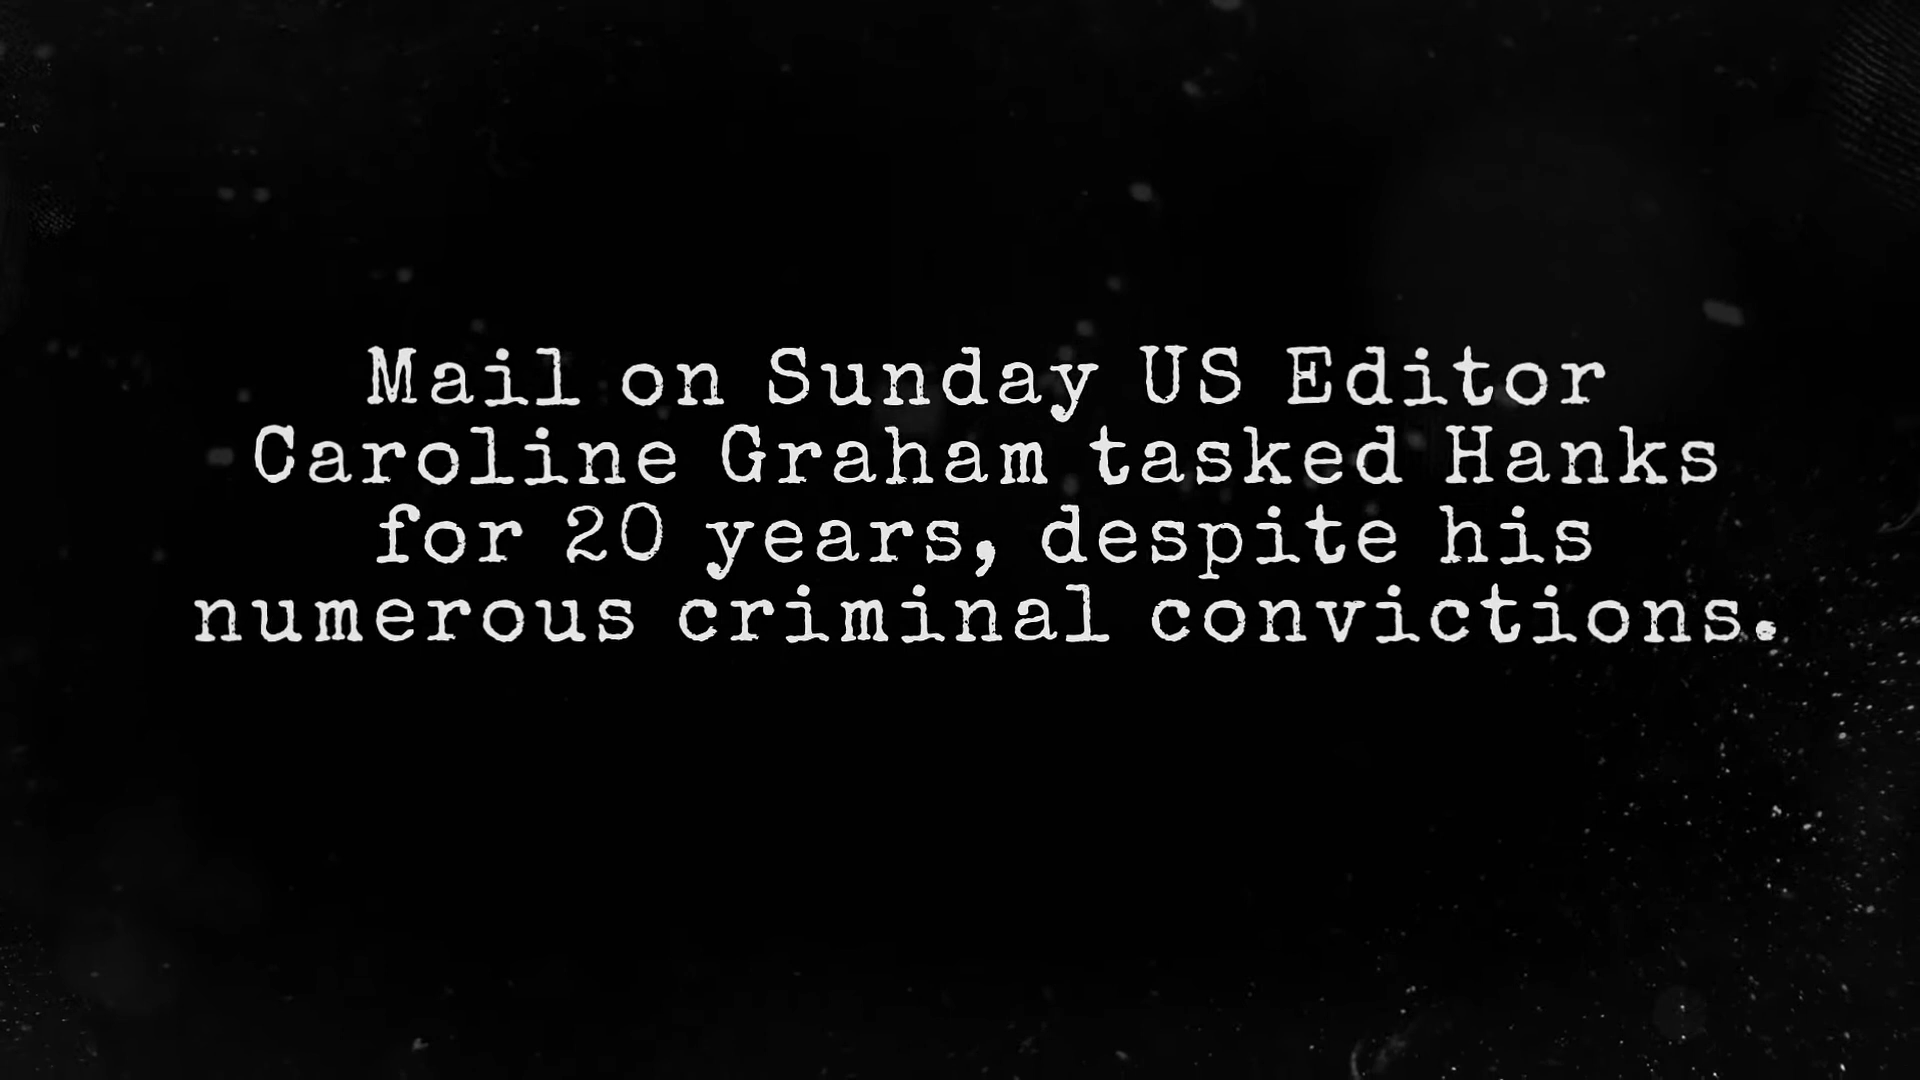 Mail on Sunday US Editor
Caroline Graham tasked Hanks
for 20 years, despite his
numerous criminal convictions.